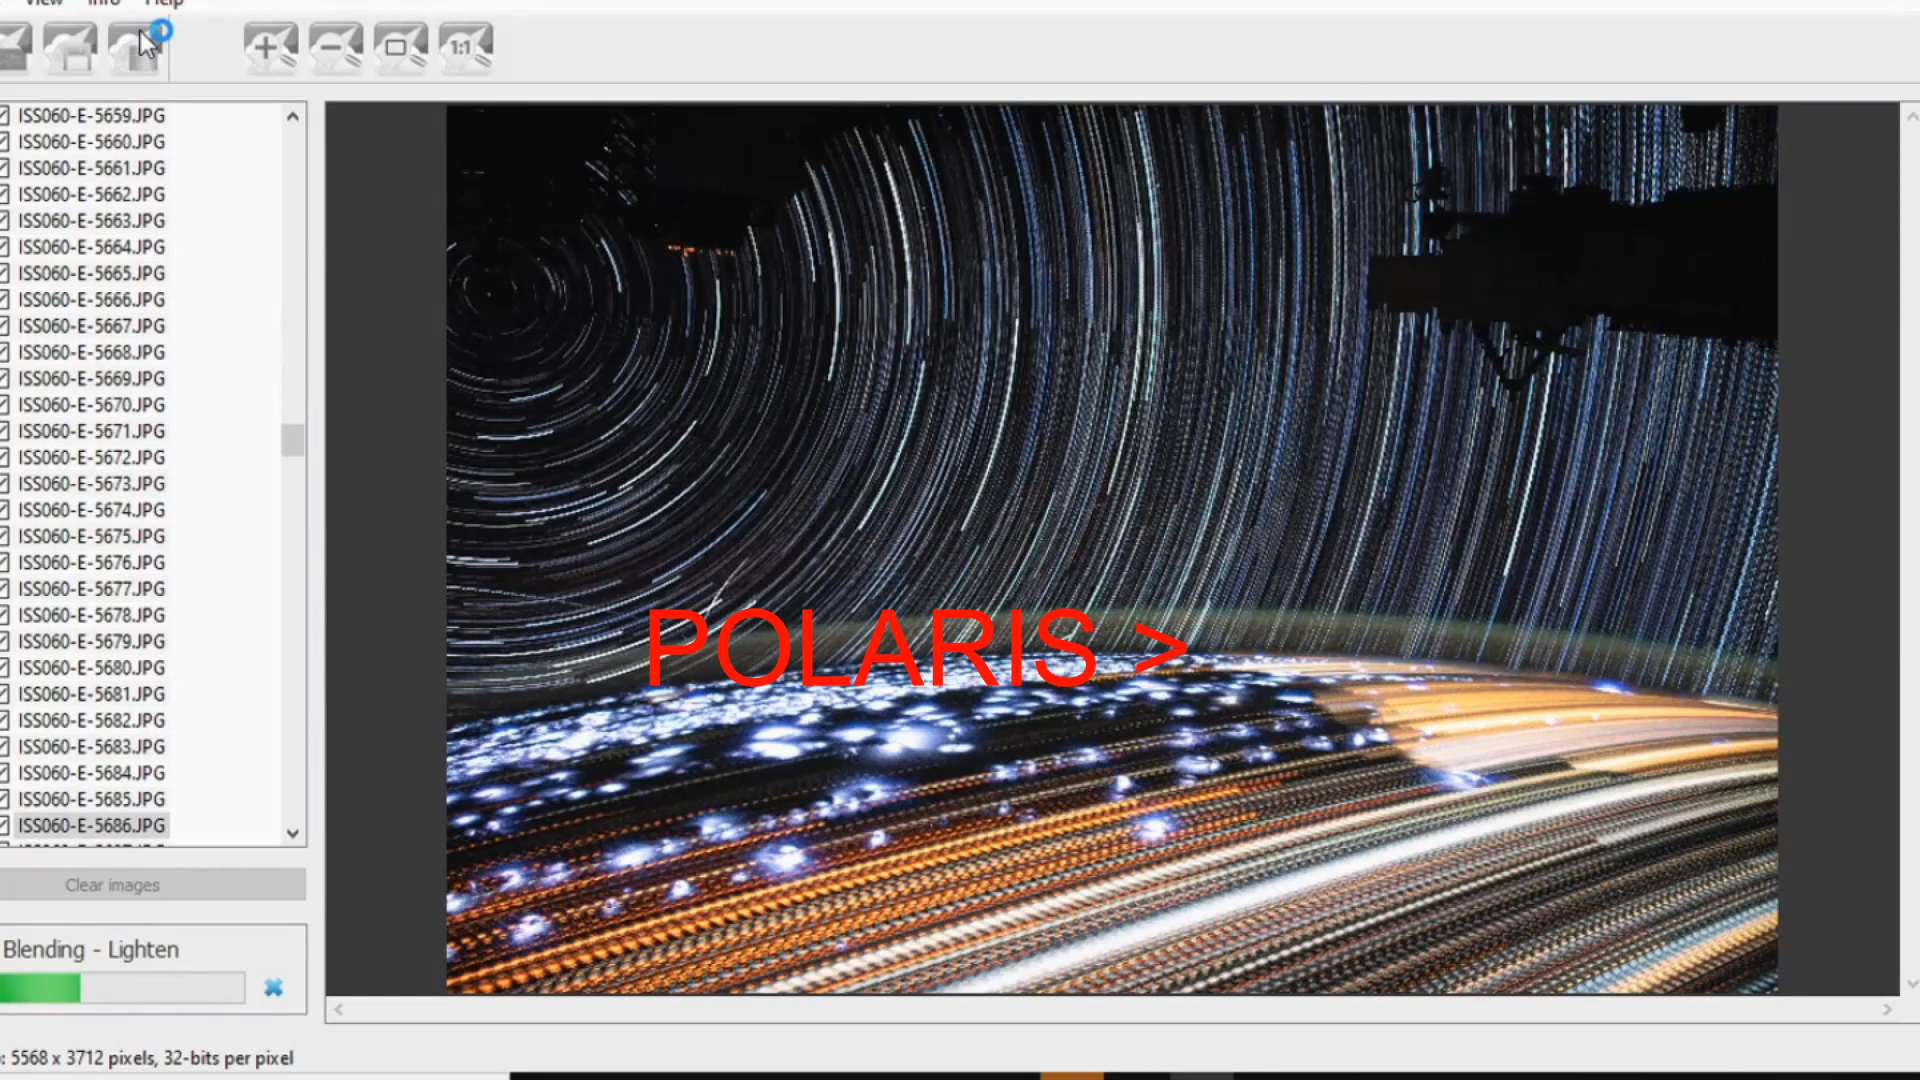 View Info Help
1:1
ISS060-E-5659.JPG
ISS060-E-5660.JPG
ISS060-E-5661.JPG
ISS060-E-5662.JPG
ISS060-E-5663.JPG
ISS060-E-5664.JPG
ISS060-E-5665.JPG
ISS060-E-5666.JPG
ISS060-E-5667.JPG
ISS060-E-5668.JPG
ISS060-E-5669.JPG
ISS060-E-5670.JPG
ISS060-E-5671.JPG
ISS060-E-5672.JPG
ISS060-E-5673.JPG
ISS060-E-5674.JPG
ISS060-E-5675.JPG
ISS060-E-5676.JPG
ISS060-E-5677.JPG
ISS060-E-5678.JPG
ISS060-E-5679.JPG
ISS060-E-5680.JPG
ISS060-E-5681.JPG
ISS060-E-5682.JPG
ISS060-E-5683.JPG
ISS060-E-5684.JPG
ISS060-E-5685.JPG
ISS060-E-5686.JPG
POLARIS >
Clear images
Blending - Lighten
: 5568 x 3712 pixels, 32-bits per pixel